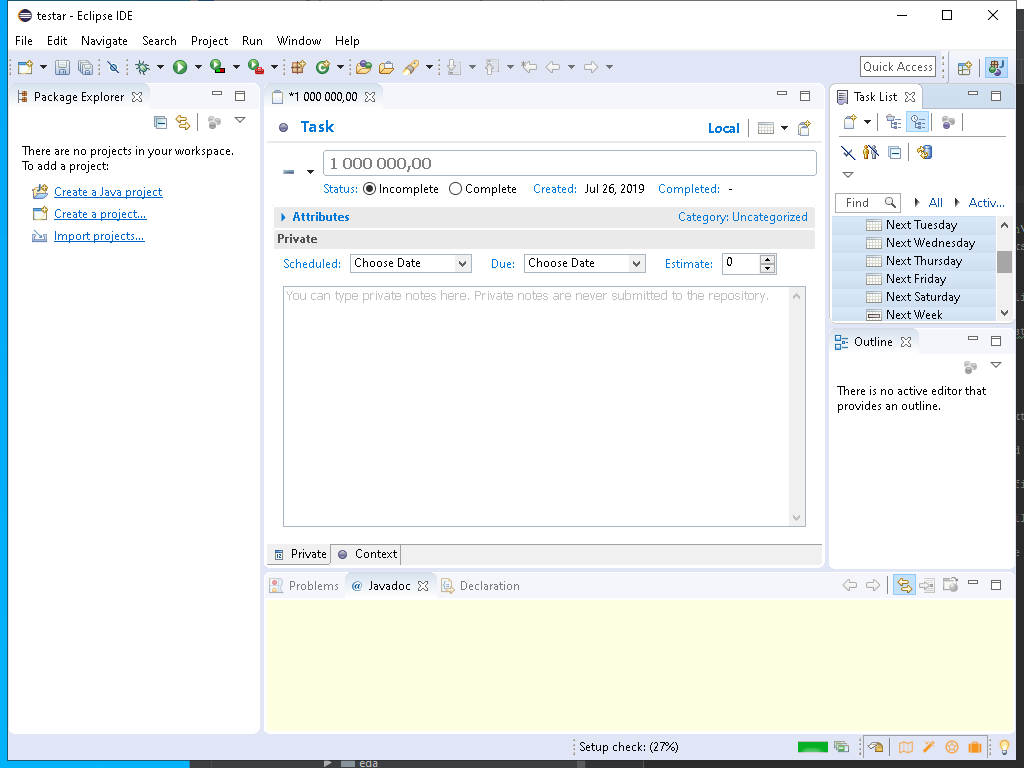 testar - Eclipse IDE
File Edit Navigate Search Project Run Window Help
Quick Access
Package Explorer
There are no projects in your workspace.
To add a project:
Create a Java project
Create a project...
Import projects...
*1 000 000,00
Task
Local
1 000 000,00
Status: Incomplete Complete Created: Jul 26, 2019 Completed: -
Attributes
Category: Uncategorized
Private
Scheduled: Choose Date Due: Choose Date Estimate: 0
You can type private notes here. Private notes are never submitted to the repository.
Private Context
Task List
Find All Activ...
Next Tuesday
Next Wednesday
Next Thursday
Next Friday
Next Saturday
Next Week
Outline
There is no active editor that
provides an outline.
Problems @ Javadoc Declaration
Setup check: (27%)
eda